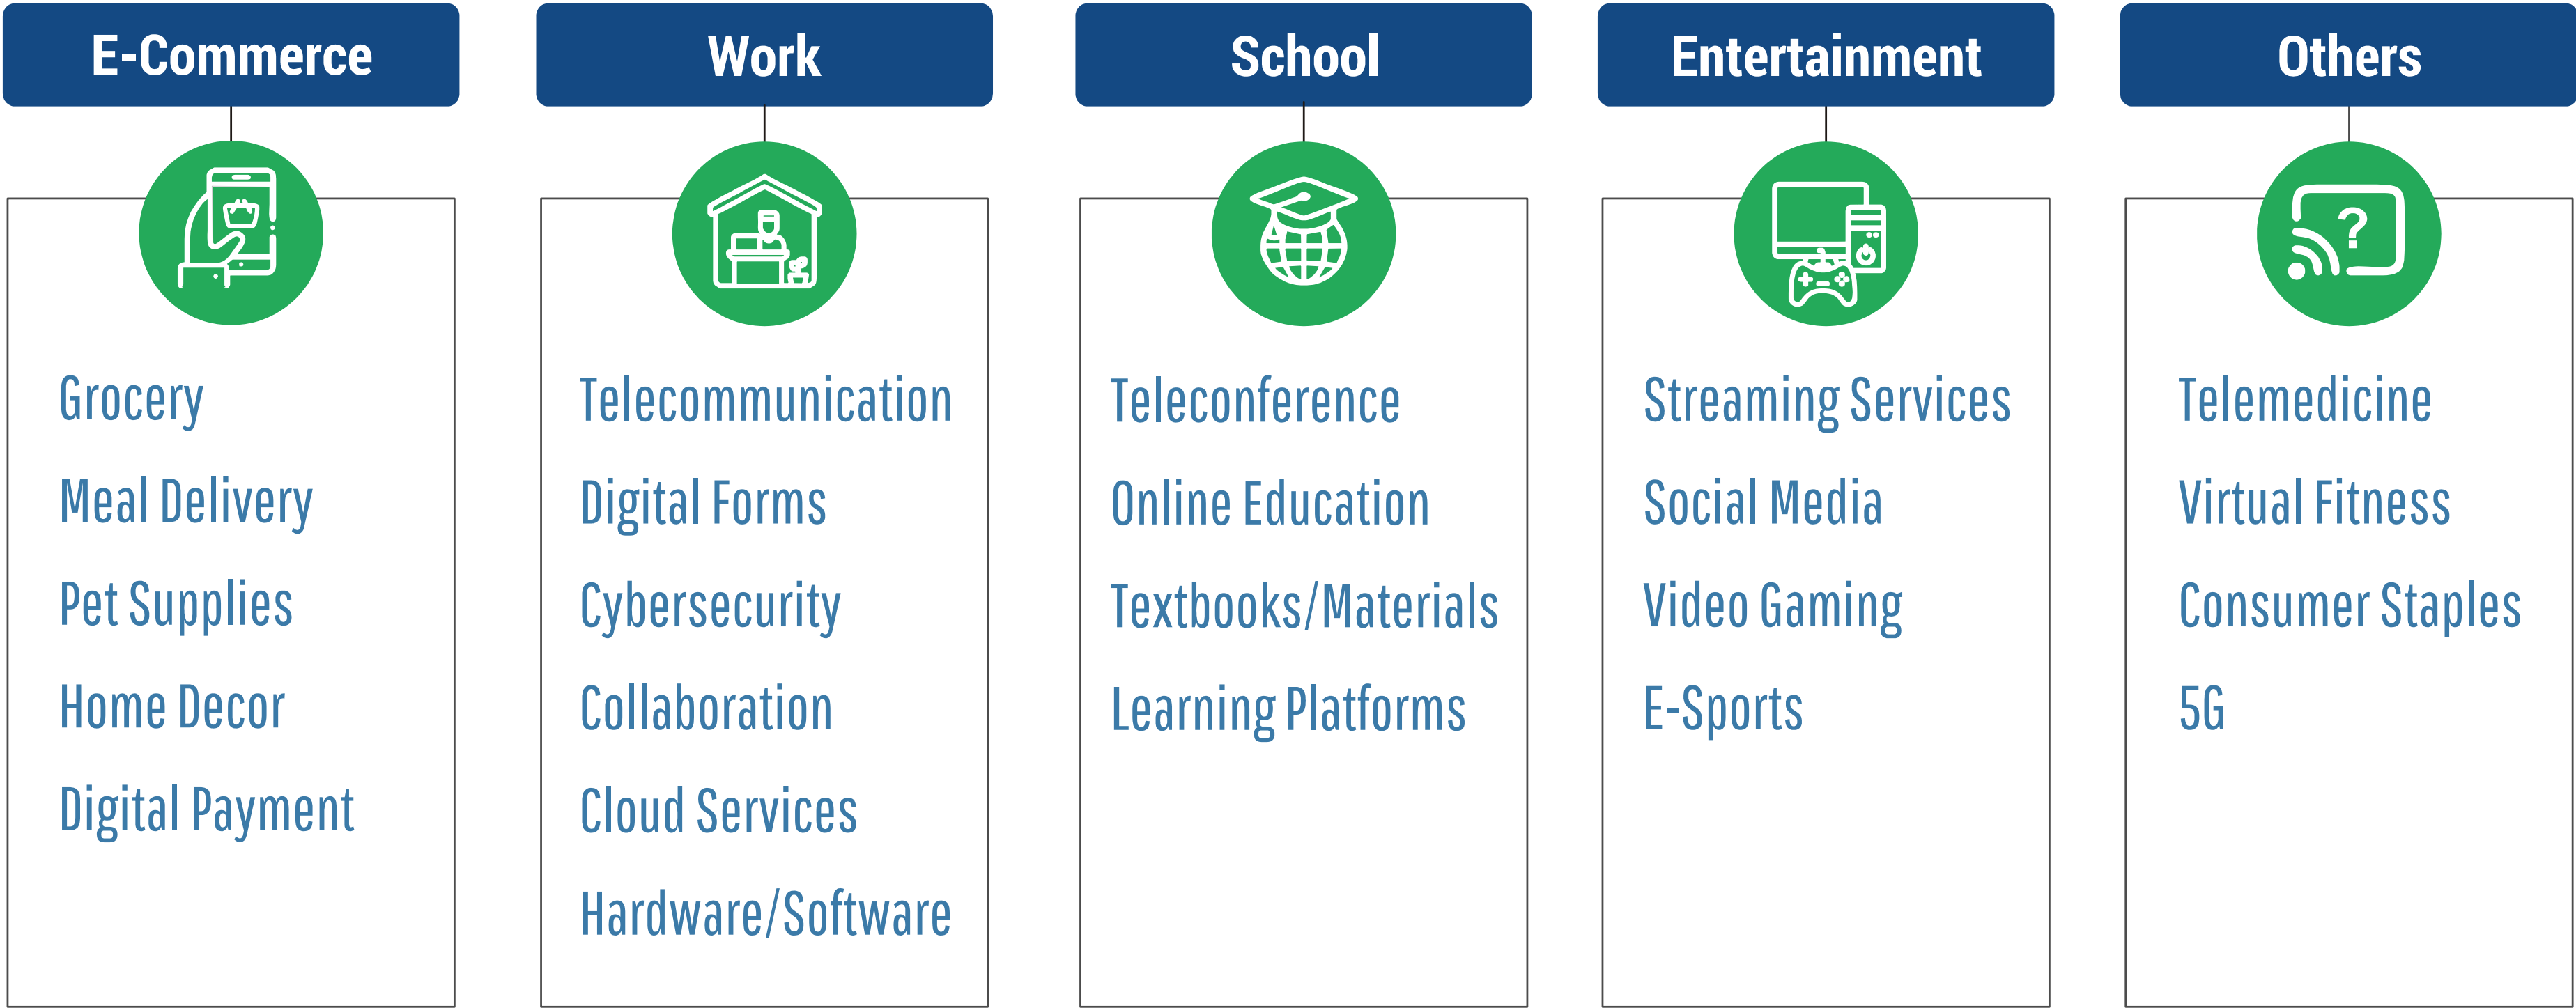 E-Commerce
Grocery
Meal Delivery
Pet Supplies
Home Decor
Digital Payment
Work
Telecommunication
Digital Forms
Cybersecurity
Collaboration
Cloud Services
Hardware/Software
School
Teleconference
Online Education
Textbooks/Materials
Learning Platforms
Entertainment
Streaming Services
Social Media
Video Gaming
E-Sports
Others
?
Telemedicine
Virtual Fitness
Consumer Staples
5G